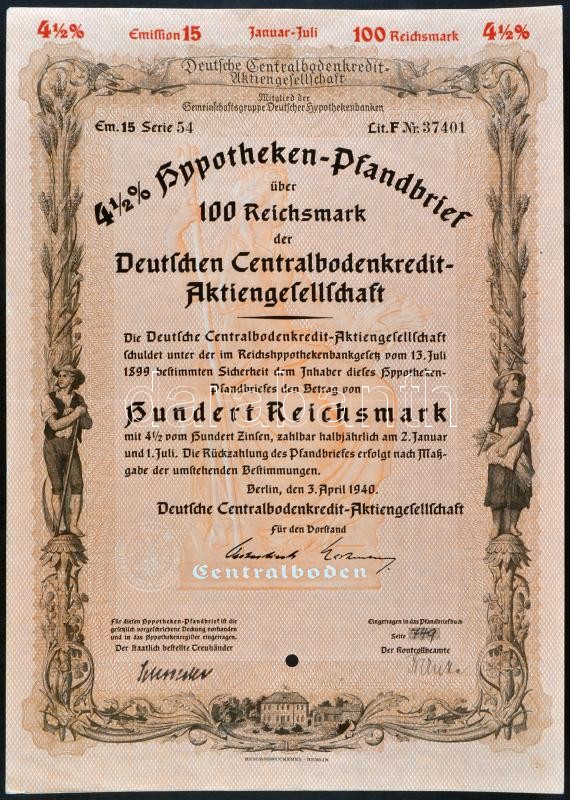 4½% Emission 15 Januar-Juli 100 Reichsmark 4½%
Deutsche Centralbodenkredit-
Aktiengesellschaft
Mitglied der
Gemeinschaftsgruppe Deutscher Hypothekenbanken
Em. 15 Serie 54 Lit. F Nr. 37401
4½% Hypotheken-Pfandbrief
über
100 Reichsmark
der
Deutschen Centralbodenkredit-
Aktiengesellschaft
Die Deutsche Centralbodenkredit-Aktiengesellschaft
schuldet unter der im Reichshypothekenbankgesetz vom 13. Juli
1899 bestimmten Sicherheit dem Inhaber dieses Hypotheken-
Pfandbriefes den Betrag von
Hundert Reichsmark
mit 4½ vom Hundert Zinsen, zahlbar halbjährlich am 2. Januar
und 1. Juli. Die Rückzahlung des Pfandbriefes erfolgt nach Maß-
gabe der umstehenden Bestimmungen.
Berlin, den 3. April 1940.
Deutsche Centralbodenkredit-Aktiengesellschaft
Für den Vorstand
Centralboden
Für diesen Hypotheken-Pfandbrief ist die
gesetzlich vorgeschriebene Deckung vorhanden
und in das Hypothekenregister eingetragen.
Der staatlich bestellte Treuhänder
Eingetragen in das Pfandbriefbuch
Seite 749
Der Kontrollbeamte
REICHSDRUCKEREI · BERLIN
darabanth.com